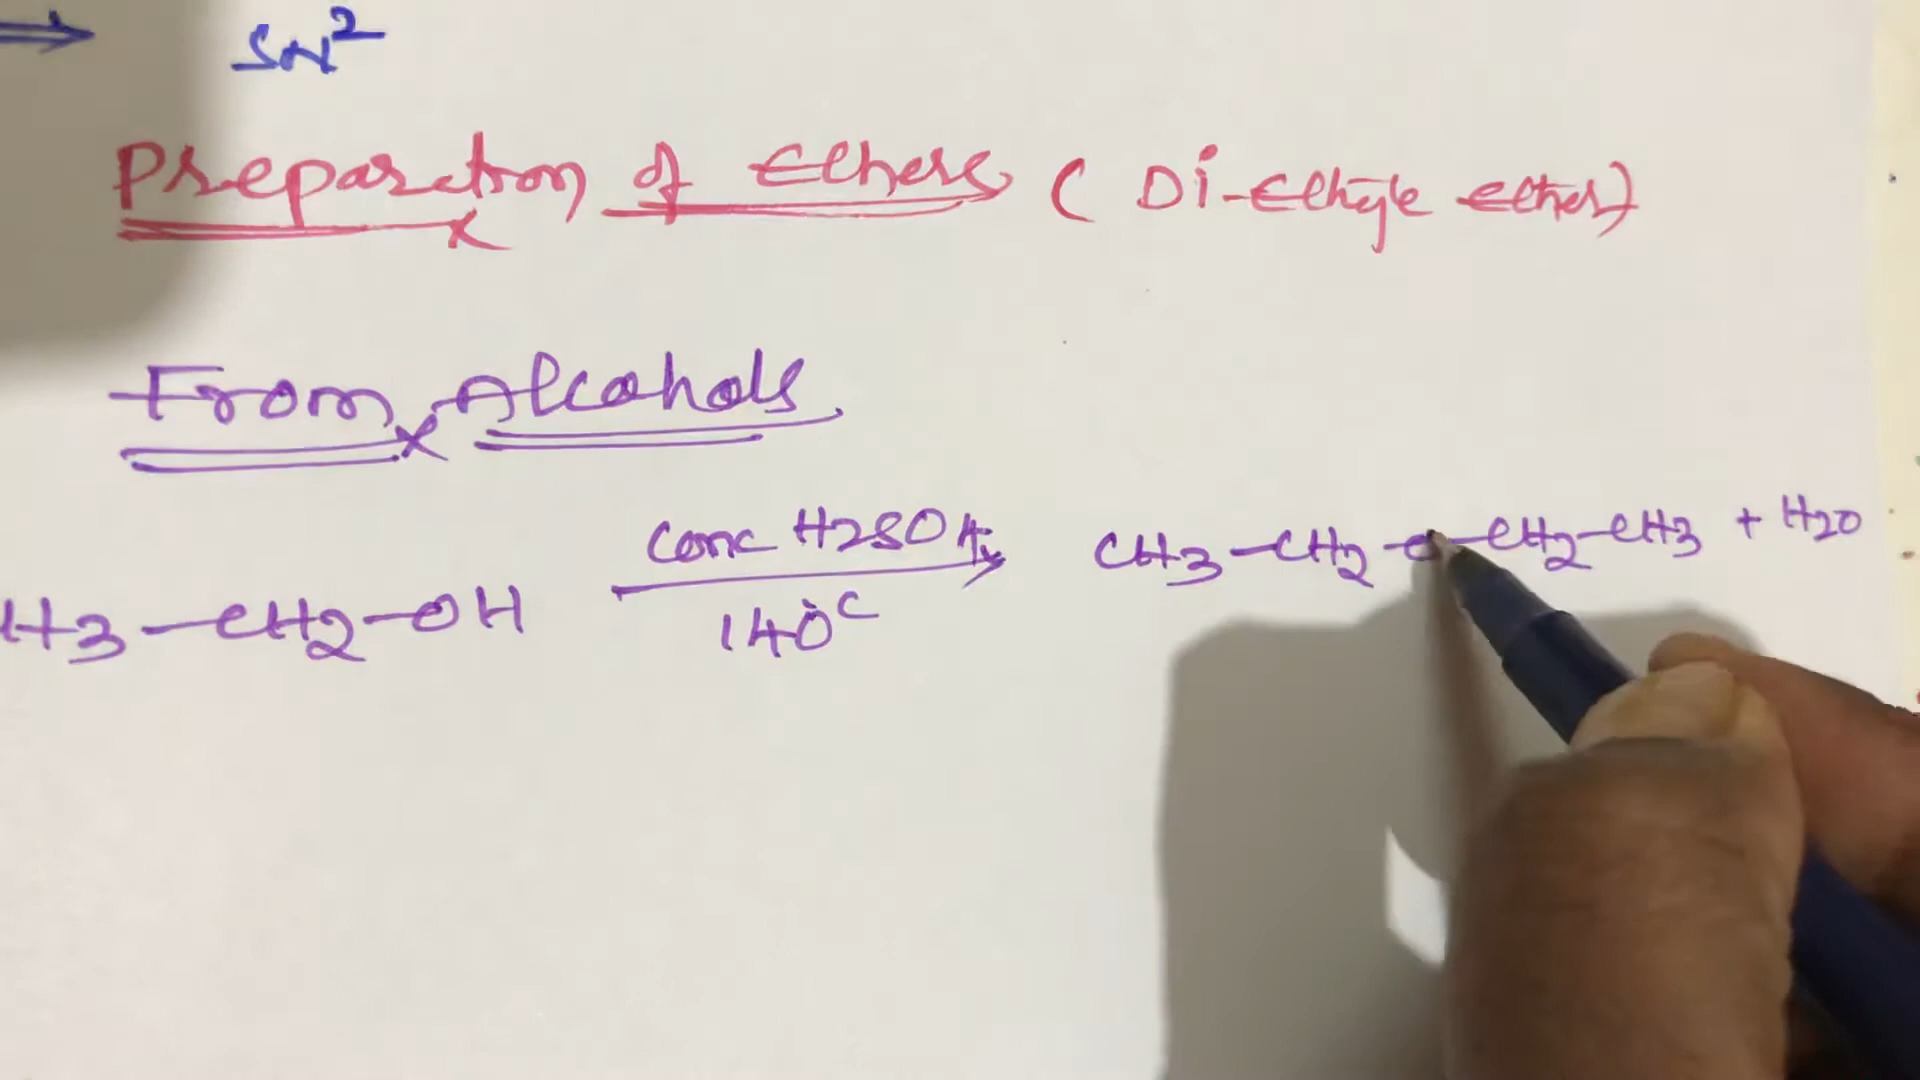 SN2
Preparation of Ethers (Di-Ethyle ether)
From Alcohols
Conc H2SO4
CH3-CH2-O-CH2-CH3 + H2O
H3-CH2-OH
140°C